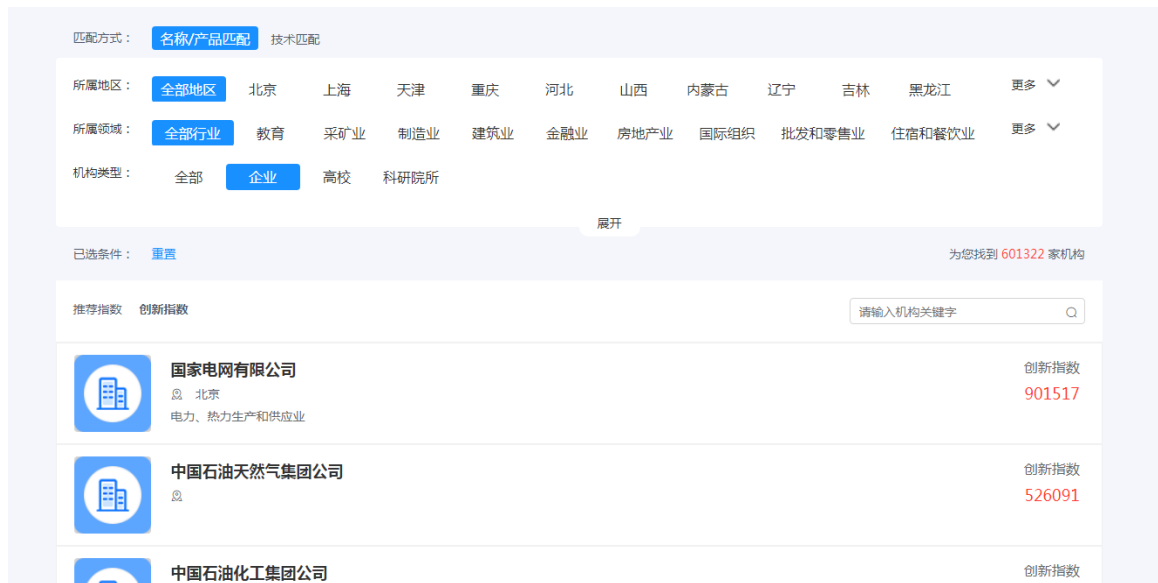 匹配方式： 名称/产品匹配 技术匹配
所属地区： 全部地区 北京 上海 天津 重庆 河北 山西 内蒙古 辽宁 吉林 黑龙江 更多
所属领域： 全部行业 教育 采矿业 制造业 建筑业 金融业 房地产业 国际组织 批发和零售业 住宿和餐饮业 更多
机构类型： 全部 企业 高校 科研院所
展开
已选条件： 重置 为您找到 601322 家机构
推荐指数 创新指数 请输入机构关键字
国家电网有限公司 创新指数
北京 901517
电力、热力生产和供应业
中国石油天然气集团公司 创新指数
526091
中国石油化工集团公司 创新指数